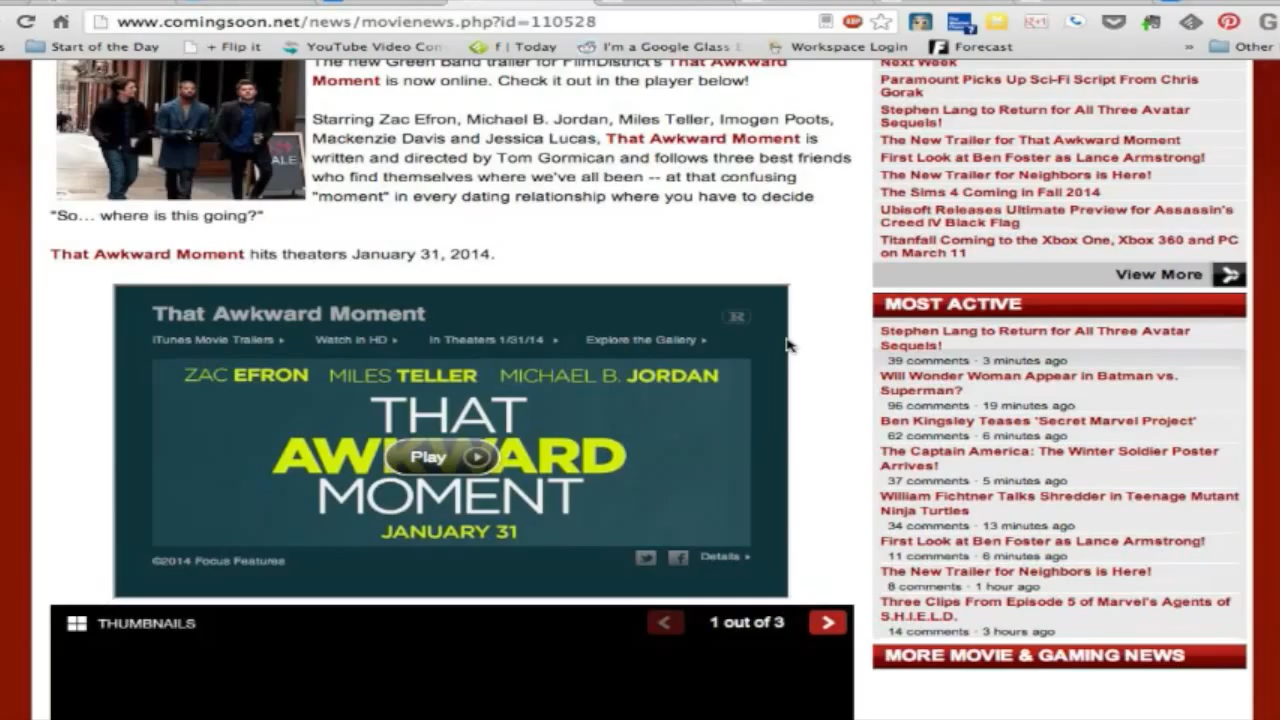 www.comingsoon.net/news/movienews.php?id=110528
Start of the Day
+ Flip it
YouTube Video Con
f | Today
I'm a Google Glass E
Workspace Login
Forecast
»
Other
The new Green Band trailer for FilmDistrict's That Awkward
Moment is now online. Check it out in the player below!
Starring Zac Efron, Michael B. Jordan, Miles Teller, Imogen Poots,
Mackenzie Davis and Jessica Lucas, That Awkward Moment is
written and directed by Tom Gormican and follows three best friends
who find themselves where we've all been -- at that confusing
"moment" in every dating relationship where you have to decide
"So... where is this going?"
That Awkward Moment hits theaters January 31, 2014.
ALE
That Awkward Moment
R
iTunes Movie Trailers
Watch in HD
In Theaters 1/31/14
Explore the Gallery
ZAC EFRON MILES TELLER MICHAEL B. JORDAN
THAT
AWKWARD
MOMENT
Play
JANUARY 31
©2014 Focus Features
Details
THUMBNAILS
1 out of 3
Next Week
Paramount Picks Up Sci-Fi Script From Chris
Gorak
Stephen Lang to Return for All Three Avatar
Sequels!
The New Trailer for That Awkward Moment
First Look at Ben Foster as Lance Armstrong!
The New Trailer for Neighbors is Here!
The Sims 4 Coming in Fall 2014
Ubisoft Releases Ultimate Preview for Assassin's
Creed IV Black Flag
Titanfall Coming to the Xbox One, Xbox 360 and PC
on March 11
View More
MOST ACTIVE
Stephen Lang to Return for All Three Avatar
Sequels!
39 comments · 3 minutes ago
Will Wonder Woman Appear in Batman vs.
Superman?
96 comments · 19 minutes ago
Ben Kingsley Teases 'Secret Marvel Project'
62 comments · 6 minutes ago
The Captain America: The Winter Soldier Poster
Arrives!
37 comments · 5 minutes ago
William Fichtner Talks Shredder in Teenage Mutant
Ninja Turtles
34 comments · 13 minutes ago
First Look at Ben Foster as Lance Armstrong!
11 comments · 6 minutes ago
The New Trailer for Neighbors is Here!
8 comments · 1 hour ago
Three Clips From Episode 5 of Marvel's Agents of
S.H.I.E.L.D.
14 comments · 3 hours ago
MORE MOVIE & GAMING NEWS